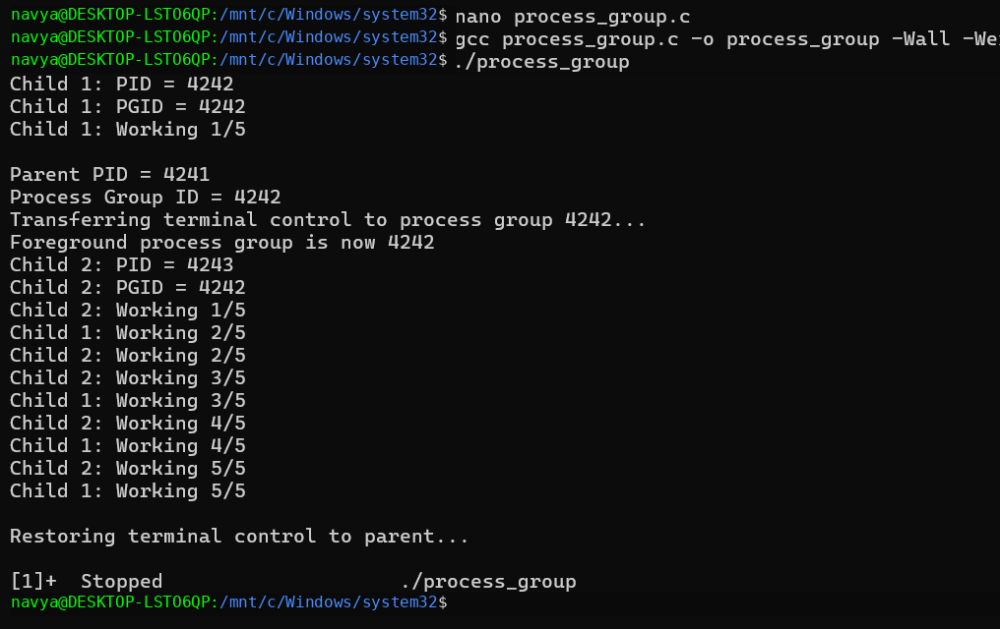 navya@DESKTOP-LSTO6QP:/mnt/c/Windows/system32$ nano process_group.c
navya@DESKTOP-LSTO6QP:/mnt/c/Windows/system32$ gcc process_group.c -o process_group -Wall -We
navya@DESKTOP-LSTO6QP:/mnt/c/Windows/system32$ ./process_group
Child 1: PID = 4242
Child 1: PGID = 4242
Child 1: Working 1/5
Parent PID = 4241
Process Group ID = 4242
Transferring terminal control to process group 4242...
Foreground process group is now 4242
Child 2: PID = 4243
Child 2: PGID = 4242
Child 2: Working 1/5
Child 1: Working 2/5
Child 2: Working 2/5
Child 2: Working 3/5
Child 1: Working 3/5
Child 2: Working 4/5
Child 1: Working 4/5
Child 2: Working 5/5
Child 1: Working 5/5
Restoring terminal control to parent...
[1]+  Stopped                    ./process_group
navya@DESKTOP-LSTO6QP:/mnt/c/Windows/system32$